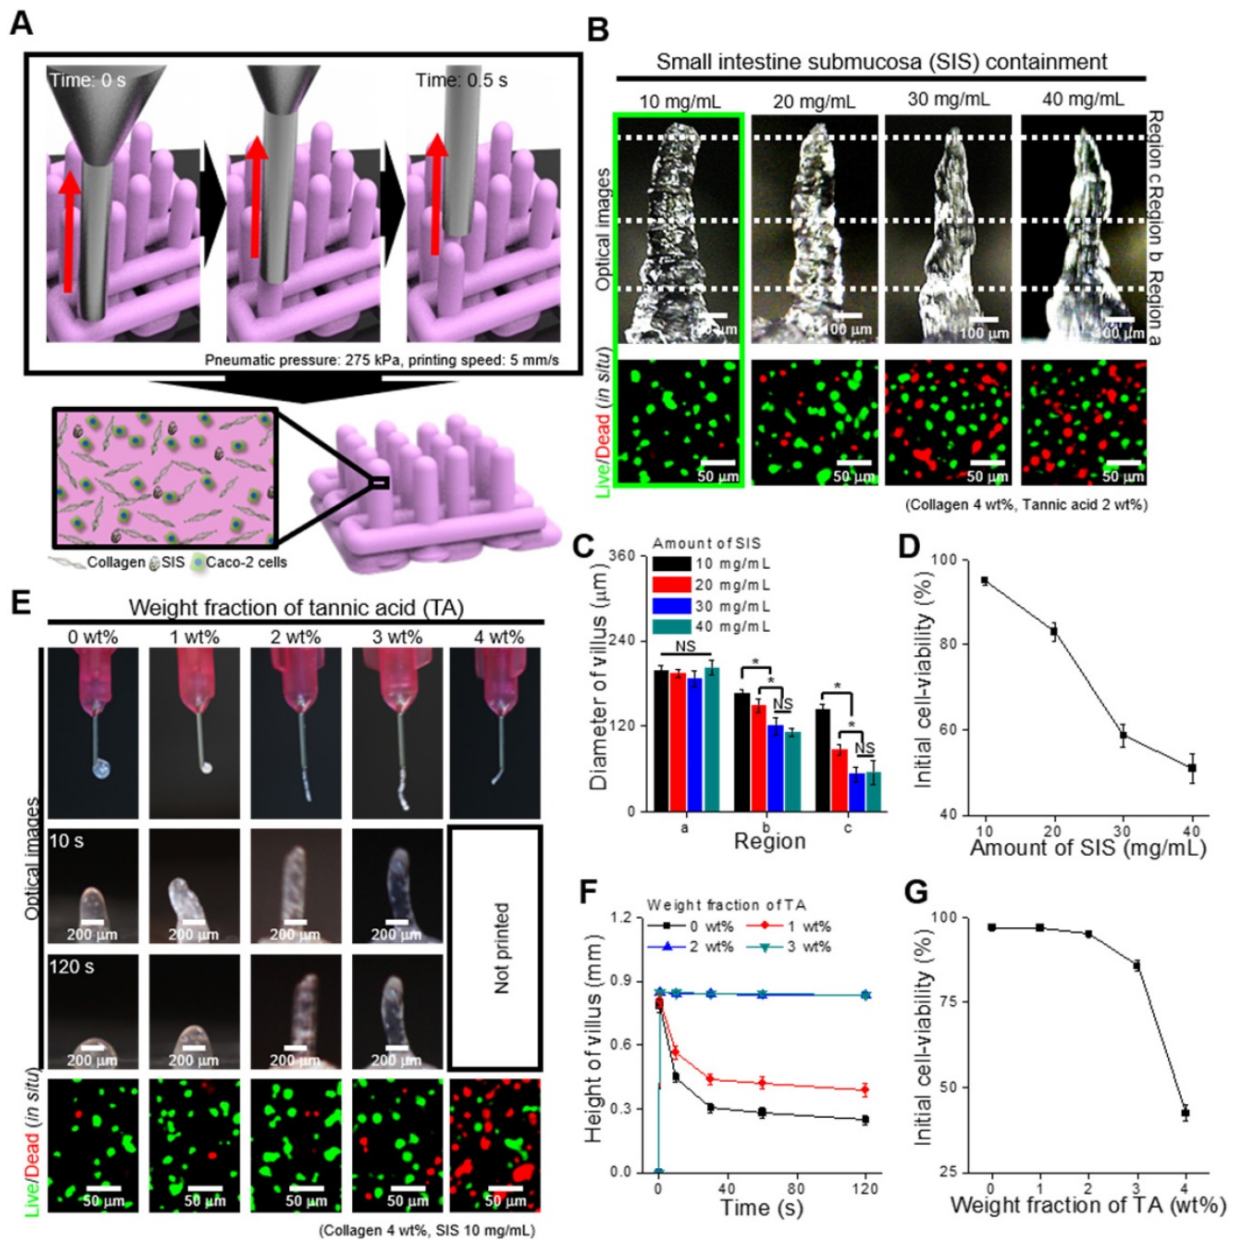 A
Time: 0 s
Time: 0.5 s
Pneumatic pressure: 275 kPa, printing speed: 5 mm/s
Collagen SIS Caco-2 cells
B
Small intestine submucosa (SIS) containment
10 mg/mL 20 mg/mL 30 mg/mL 40 mg/mL
Optical images
Region c Region b Region a
μm 100 μm 100 μm 00 μm
Live/Dead (in situ)
50 μm 50 μm 50 μm 50 μm
(Collagen 4 wt%, Tannic acid 2 wt%)
C
Amount of SIS
10 mg/mL
20 mg/mL
30 mg/mL
40 mg/mL
Diameter of villus (μm)
360
240
120
0
NS
* * NS
* * NS
a b c
Region
D
Initial cell-viability (%)
100
80
60
40
10 20 30 40
Amount of SIS (mg/mL)
E
Weight fraction of tannic acid (TA)
0 wt% 1 wt% 2 wt% 3 wt% 4 wt%
Optical images
10 s
200 μm 200 μm 200 μm 200 μm
120 s
200 μm 200 μm 200 μm 200 μm
Not printed
Live/Dead (in situ)
50 μm 50 μm 50 μm 50 μm 50 μm
(Collagen 4 wt%, SIS 10 mg/mL)
F
Weight fraction of TA
0 wt% 1 wt%
2 wt% 3 wt%
Height of villus (mm)
1.2
0.9
0.6
0.3
0.0
0 40 80 120
Time (s)
G
Initial cell-viability (%)
100
75
50
25
0 1 2 3 4
Weight fraction of TA (wt%)